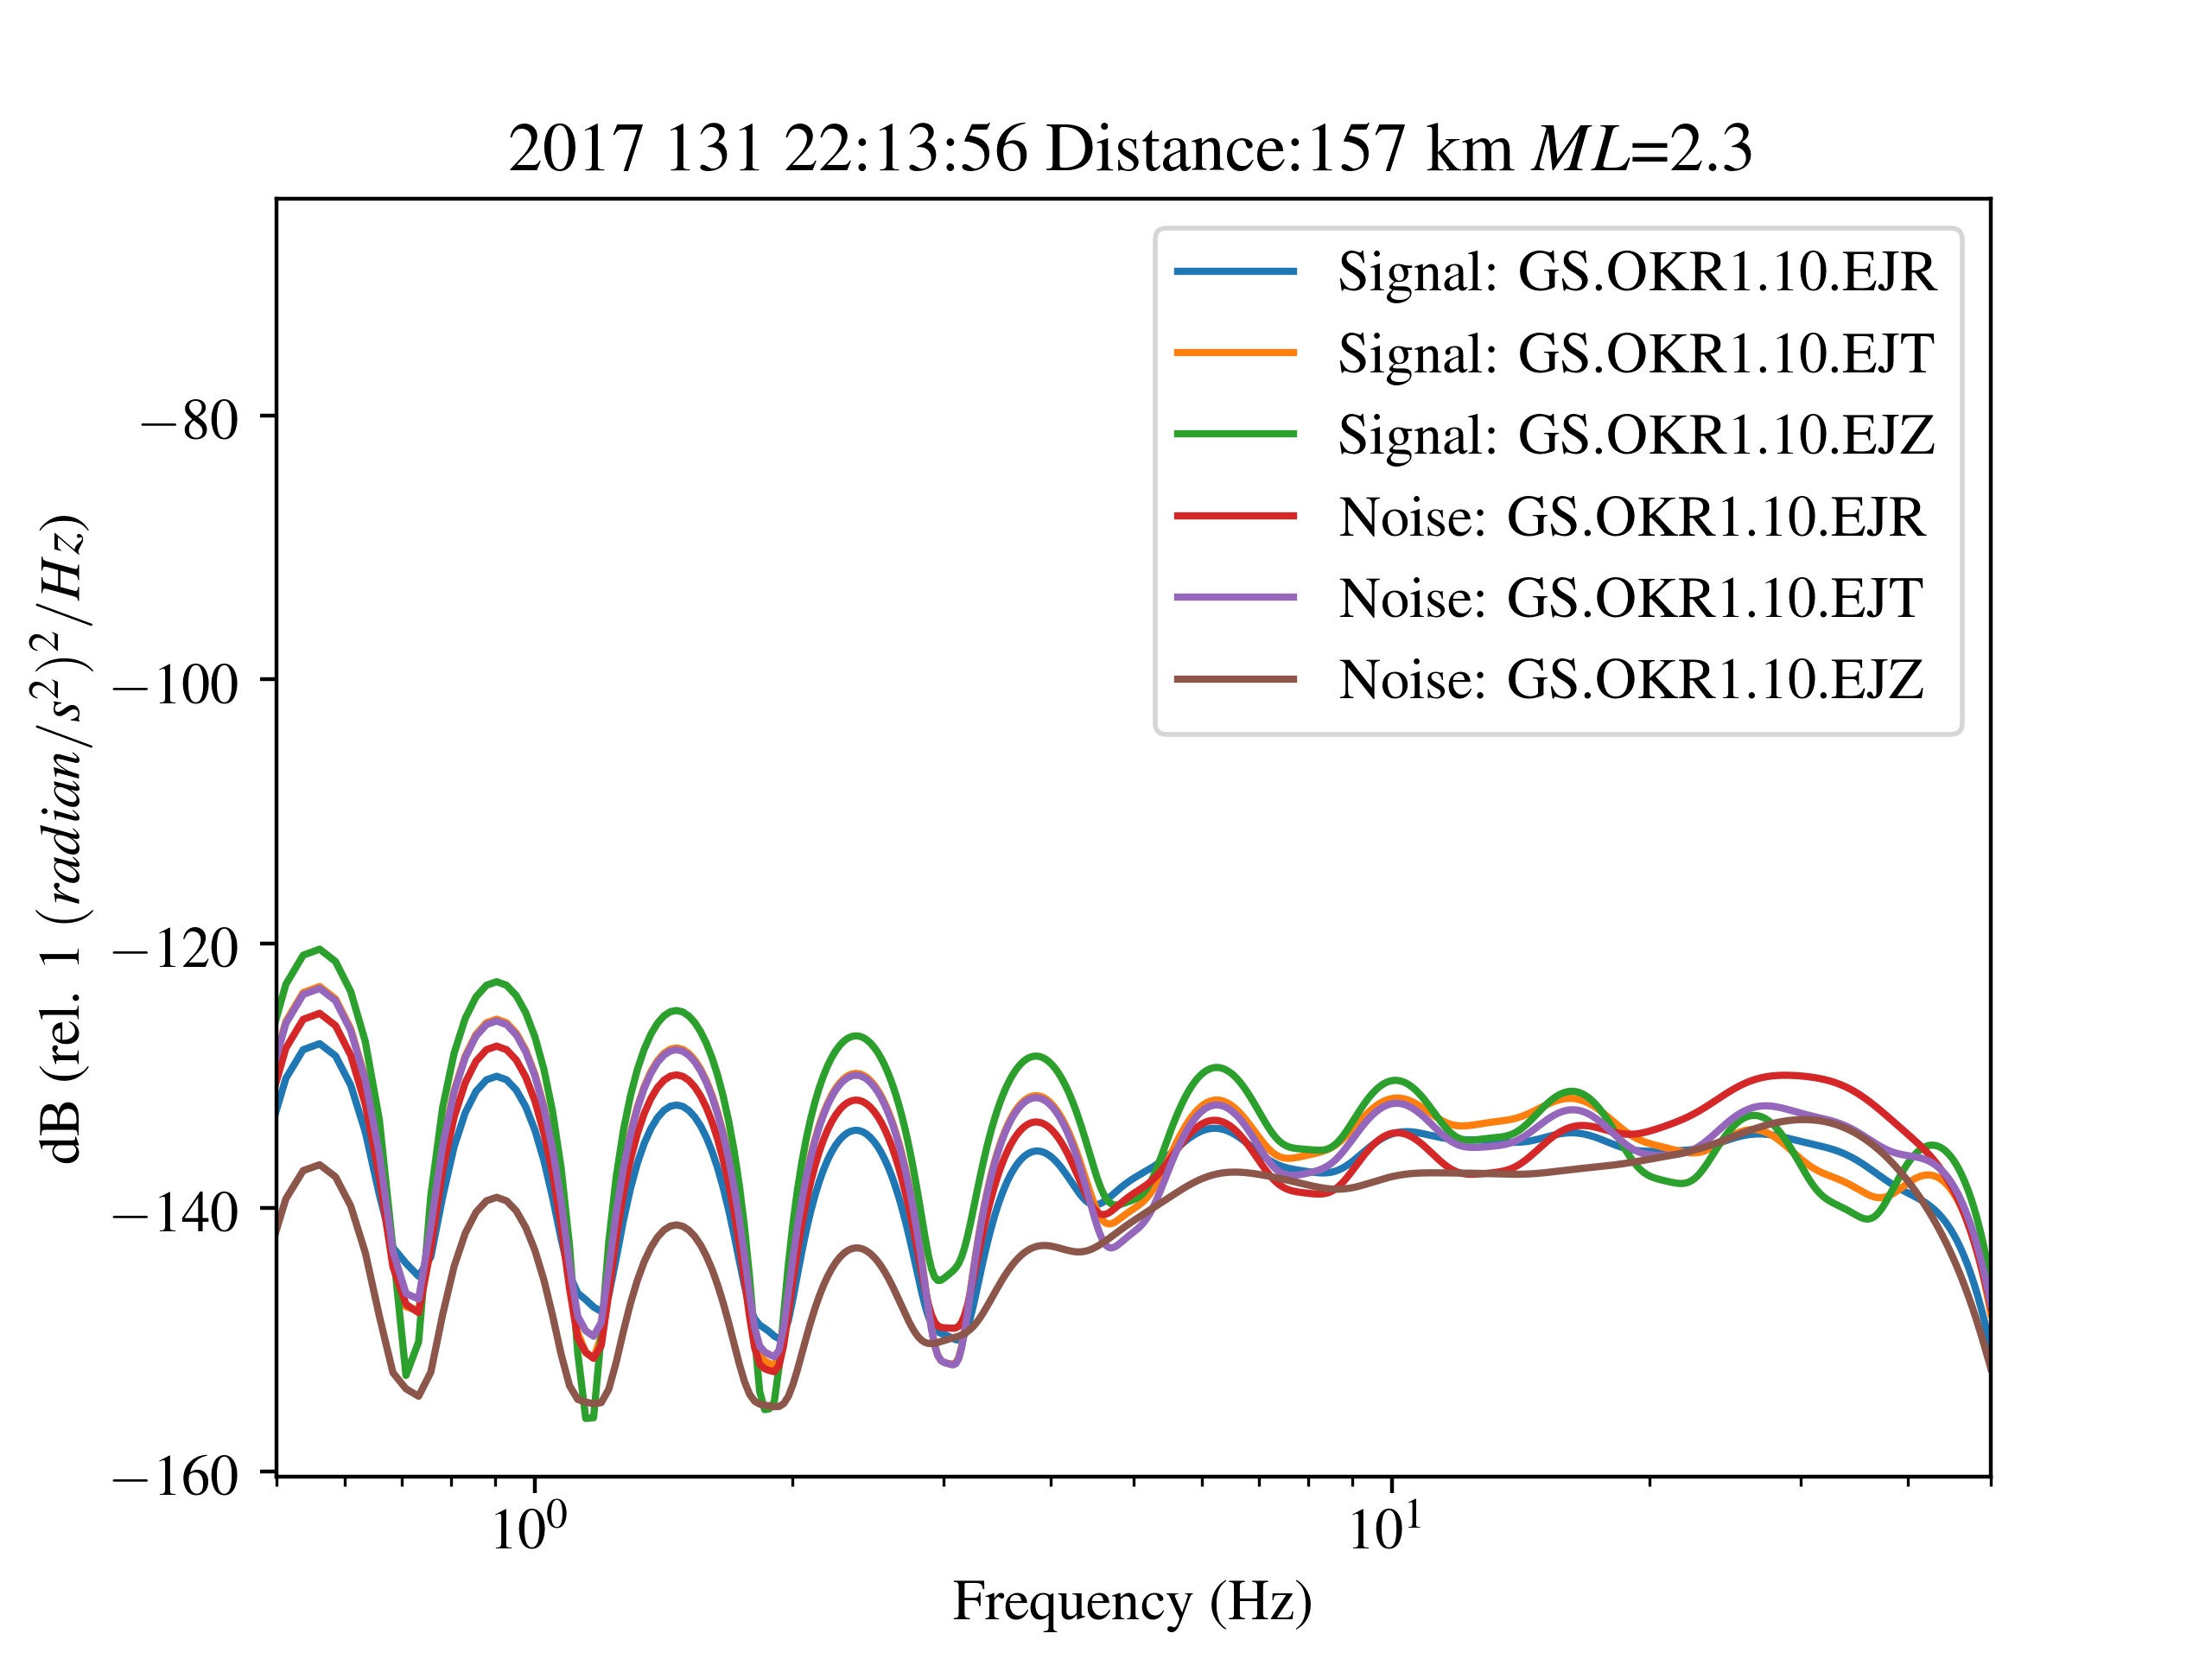 2017 131 22:13:56 Distance:157 km ML=2.3
Signal: GS.OKR1.10.EJR
Signal: GS.OKR1.10.EJT
Signal: GS.OKR1.10.EJZ
Noise: GS.OKR1.10.EJR
Noise: GS.OKR1.10.EJT
Noise: GS.OKR1.10.EJZ
dB (rel. 1 (radian/s²)²/Hz)
−80
−100
−120
−140
−160
10⁰
10¹
Frequency (Hz)